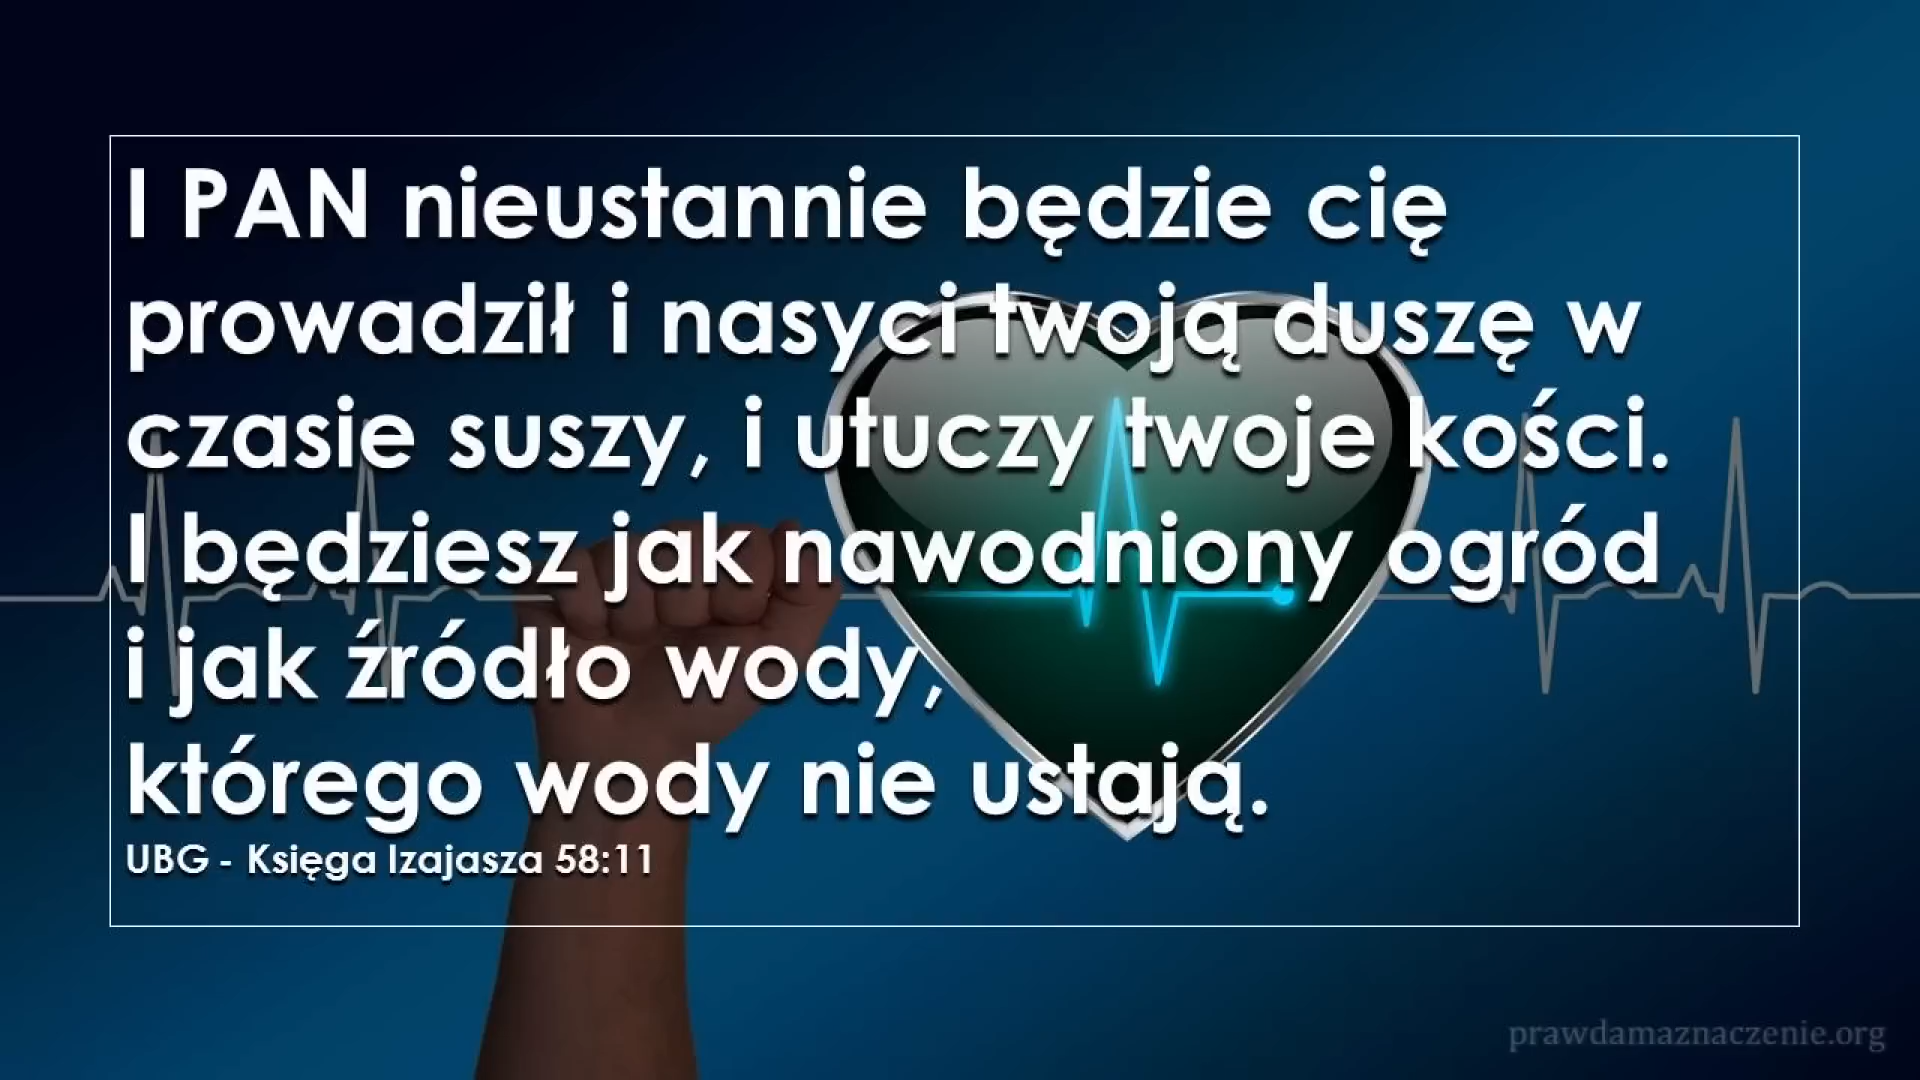 I PAN nieustannie będzie cię
prowadził i nasyci twoją duszę w
czasie suszy, i utuczy twoje kości.
I będziesz jak nawodniony ogród
i jak źródło wody,
którego wody nie ustają.
UBG - Księga Izajasza 58:11
prawdamaznaczenie.org